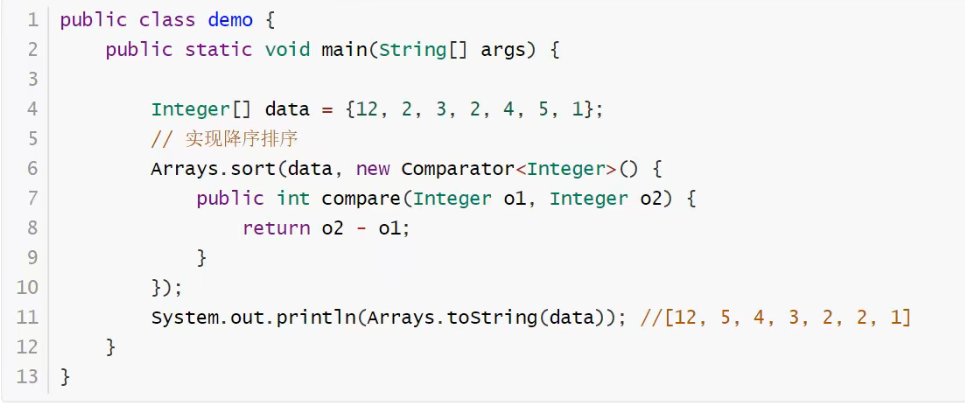 1 public class demo {
2     public static void main(String[] args) {
3
4         Integer[] data = {12, 2, 3, 2, 4, 5, 1};
5         // 实现降序排序
6         Arrays.sort(data, new Comparator<Integer>() {
7             public int compare(Integer o1, Integer o2) {
8                 return o2 - o1;
9             }
10         });
11         System.out.println(Arrays.toString(data)); //[12, 5, 4, 3, 2, 2, 1]
12     }
13 }